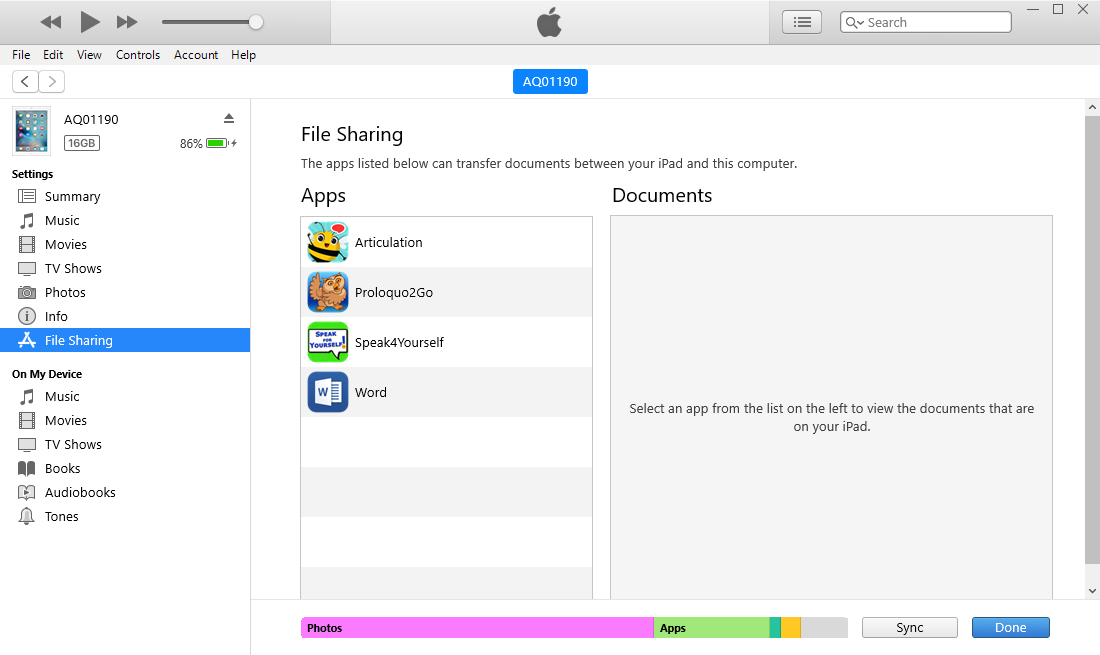 Search
File Edit View Controls Account Help
AQ01190
AQ01190
16GB
86%
Settings
Summary
Music
Movies
TV Shows
Photos
Info
File Sharing
On My Device
Music
Movies
TV Shows
Books
Audiobooks
Tones
File Sharing
The apps listed below can transfer documents between your iPad and this computer.
Apps
Articulation
Proloquo2Go
SPEAK
FOR
YOURSELF!
Speak4Yourself
W
Word
Documents
Select an app from the list on the left to view the documents that are
on your iPad.
Photos
Apps
Sync
Done